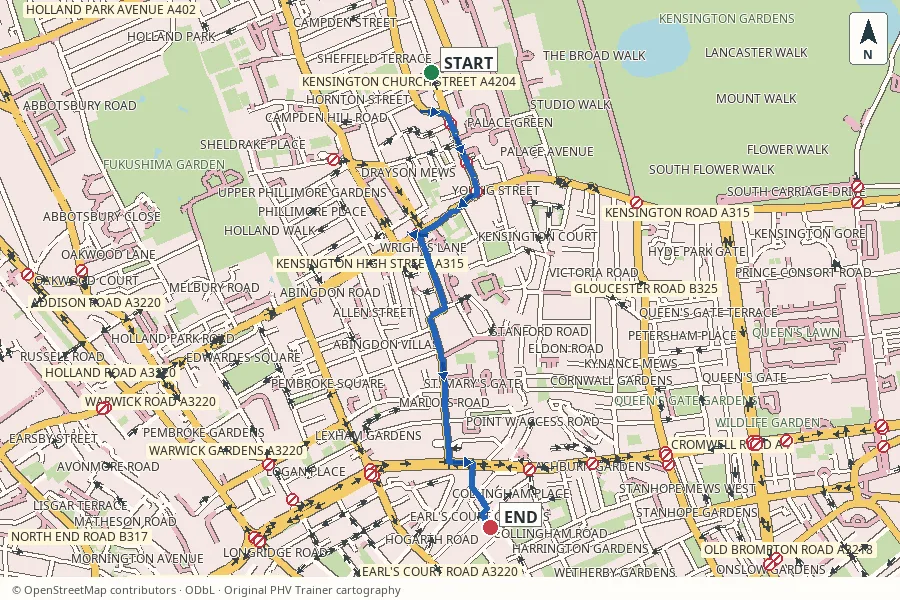 HOLLAND PARK AVENUE A402
CAMPDEN STREET
KENSINGTON GARDENS
HOLLAND PARK
SHEFFIELD TERRACE
START
THE BROAD WALK
LANCASTER WALK
N
KENSINGTON CHURCH STREET A4204
ABBOTSBURY ROAD
HORNTON STREET
STUDIO WALK
MOUNT WALK
CAMPDEN HILL ROAD
PALACE GREEN
SHELDRAKE PLACE
PALACE AVENUE
FLOWER WALK
FUKUSHIMA GARDEN
DRAYSON MEWS
SOUTH FLOWER WALK
UPPER PHILLIMORE GARDENS
YOUNG STREET
SOUTH CARRIAGE DRIVE
ABBOTSBURY CLOSE
PHILLIMORE PLACE
KENSINGTON ROAD A315
HOLLAND WALK
KENSINGTON COURT
KENSINGTON GORE
WRIGHTS LANE
OAKWOOD LANE
HYDE PARK GATE
KENSINGTON HIGH STREET A315
OAKWOOD COURT
VICTORIA ROAD
PRINCE CONSORT ROAD
MELBURY ROAD
ABINGDON ROAD
GLOUCESTER ROAD B325
ADDISON ROAD A3220
ALLEN STREET
QUEEN'S GATE TERRACE
HOLLAND PARK ROAD
STANFORD ROAD
PETERSHAM PLACE
QUEEN'S LAWN
ABINGDON VILLAS
ELDON ROAD
RUSSELL ROAD
EDWARDES SQUARE
KYNANCE MEWS
HOLLAND ROAD A3220
PEMBROKE SQUARE
ST MARY'S GATE
CORNWALL GARDENS
QUEEN'S GATE
WARWICK ROAD A3220
MARLOES ROAD
QUEEN'S GATE GARDENS
PEMBROKE GARDENS
POINT WACCESS ROAD
WILDLIFE GARDEN
EARSBY STREET
LEXHAM GARDENS
WARWICK GARDENS A3220
CROMWELL ROAD A4
AVONMORE ROAD
LOGAN PLACE
ASHBURN GARDENS
LISGAR TERRACE
COLLINGHAM PLACE
STANHOPE MEWS WEST
MATHESON ROAD
EARL'S COURT
END
STANHOPE GARDENS
NORTH END ROAD B317
HOGARTH ROAD
COLLINGHAM ROAD
MORNINGTON AVENUE
LONGRIDGE ROAD
HARRINGTON GARDENS
OLD BROMPTON ROAD A3218
EARL'S COURT ROAD A3220
WETHERBY GARDENS
ONSLOW GARDENS
© OpenStreetMap contributors · ODbL · Original PHV Trainer cartography